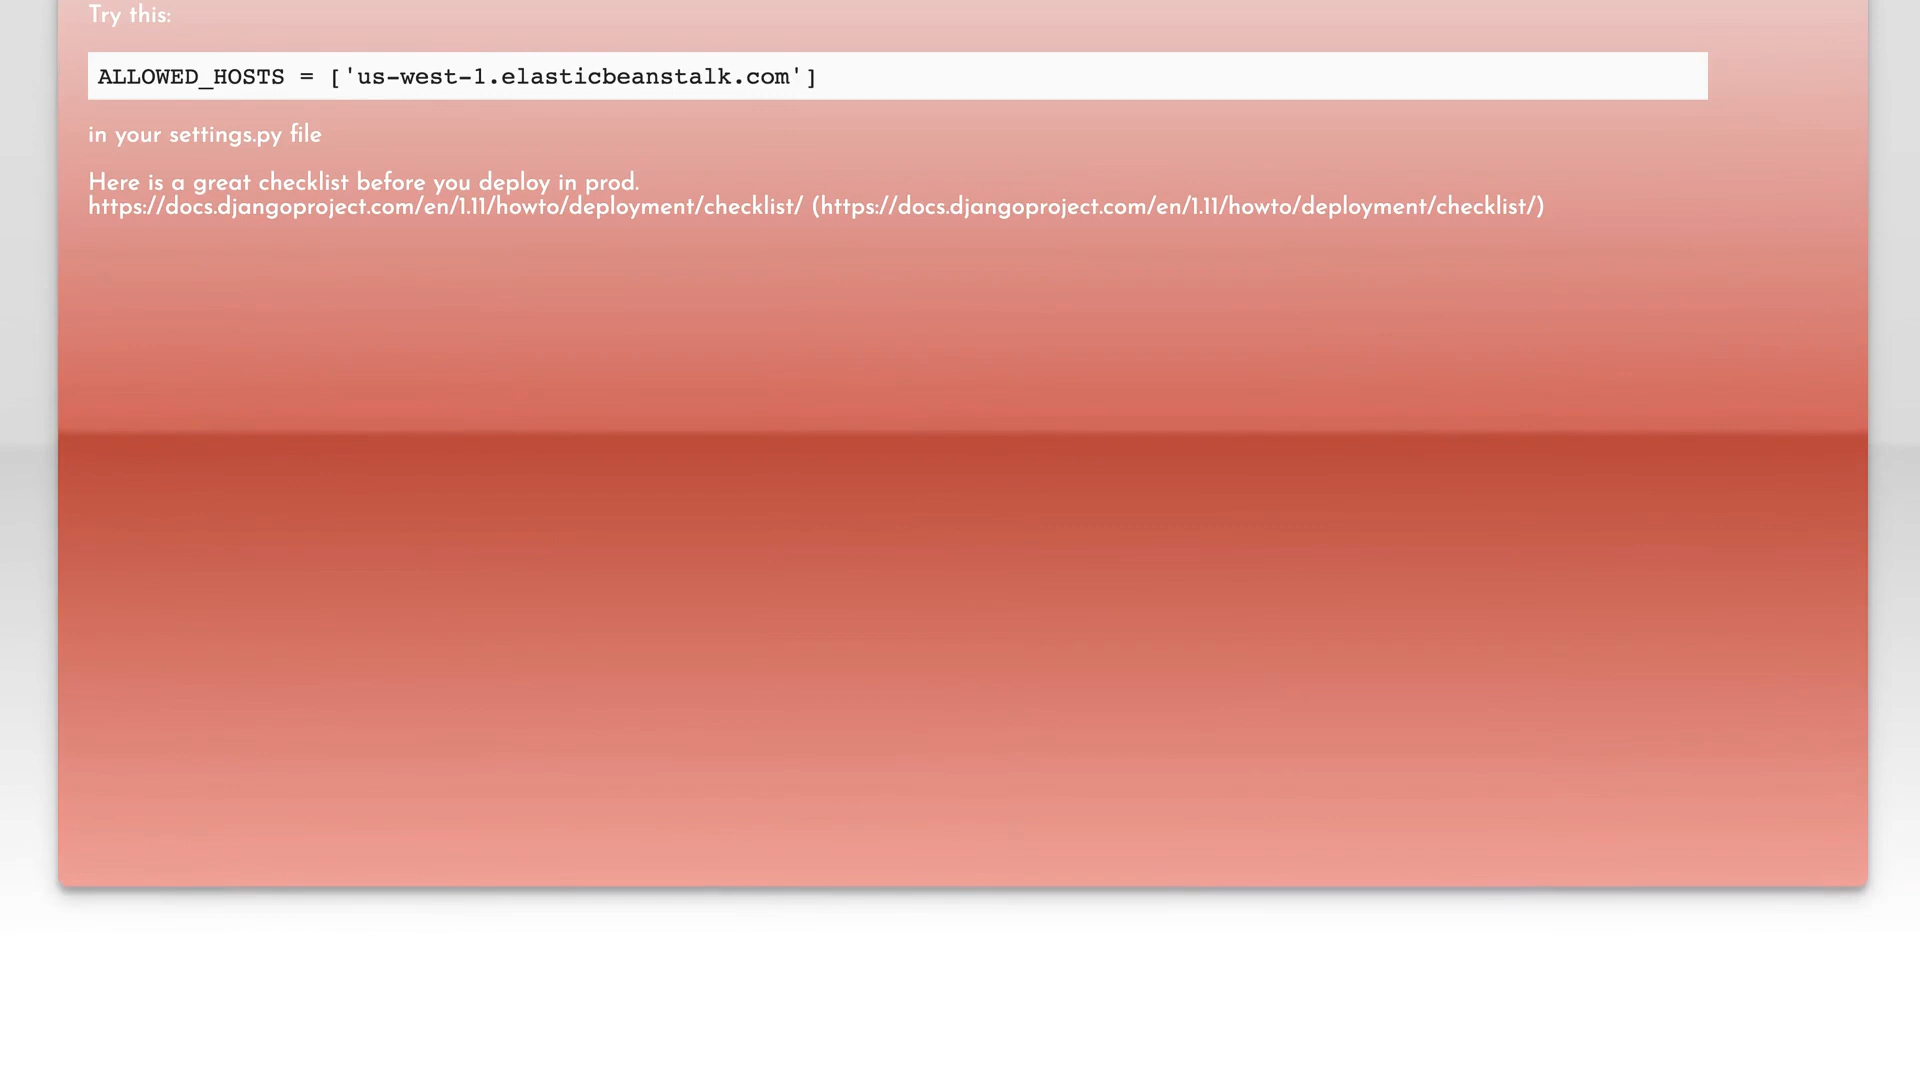 Try this:
ALLOWED_HOSTS = ['us-west-1.elasticbeanstalk.com']
in your settings.py file
Here is a great checklist before you deploy in prod.
https://docs.djangoproject.com/en/1.11/howto/deployment/checklist/ (https://docs.djangoproject.com/en/1.11/howto/deployment/checklist/)